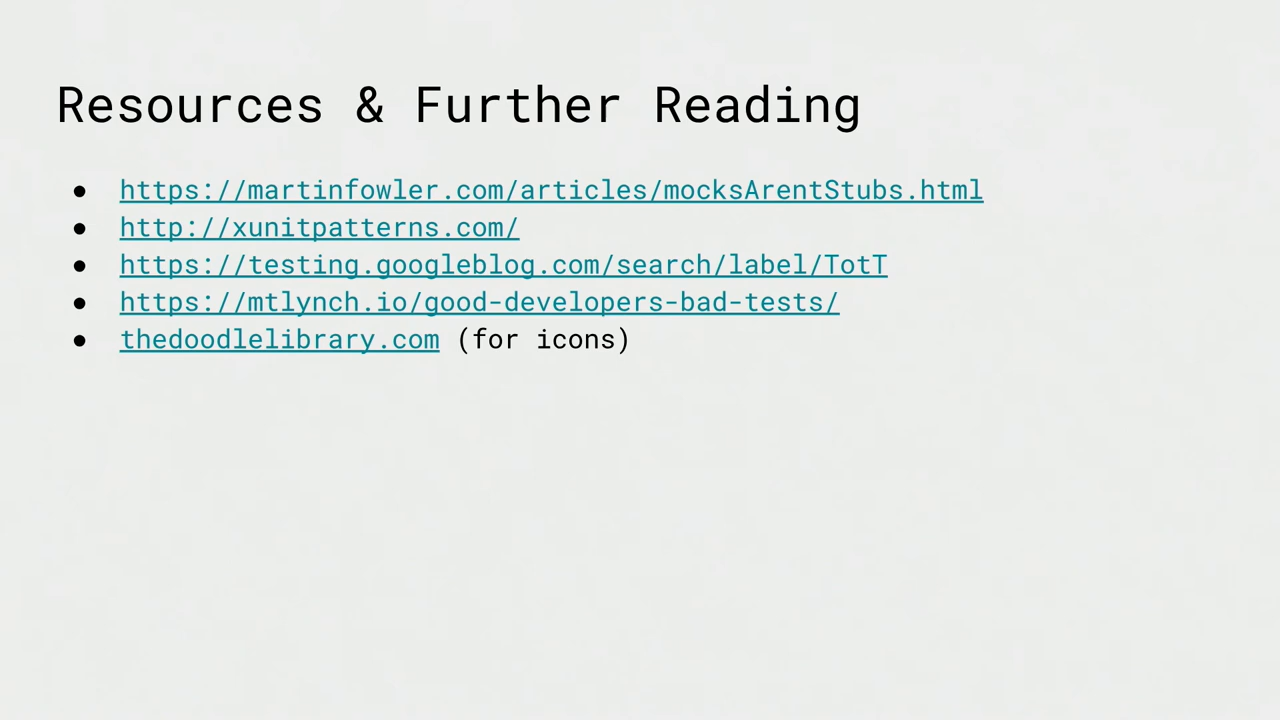 Resources & Further Reading
● https://martinfowler.com/articles/mocksArentStubs.html
● http://xunitpatterns.com/
● https://testing.googleblog.com/search/label/TotT
● https://mtlynch.io/good-developers-bad-tests/
● thedoodlelibrary.com (for icons)